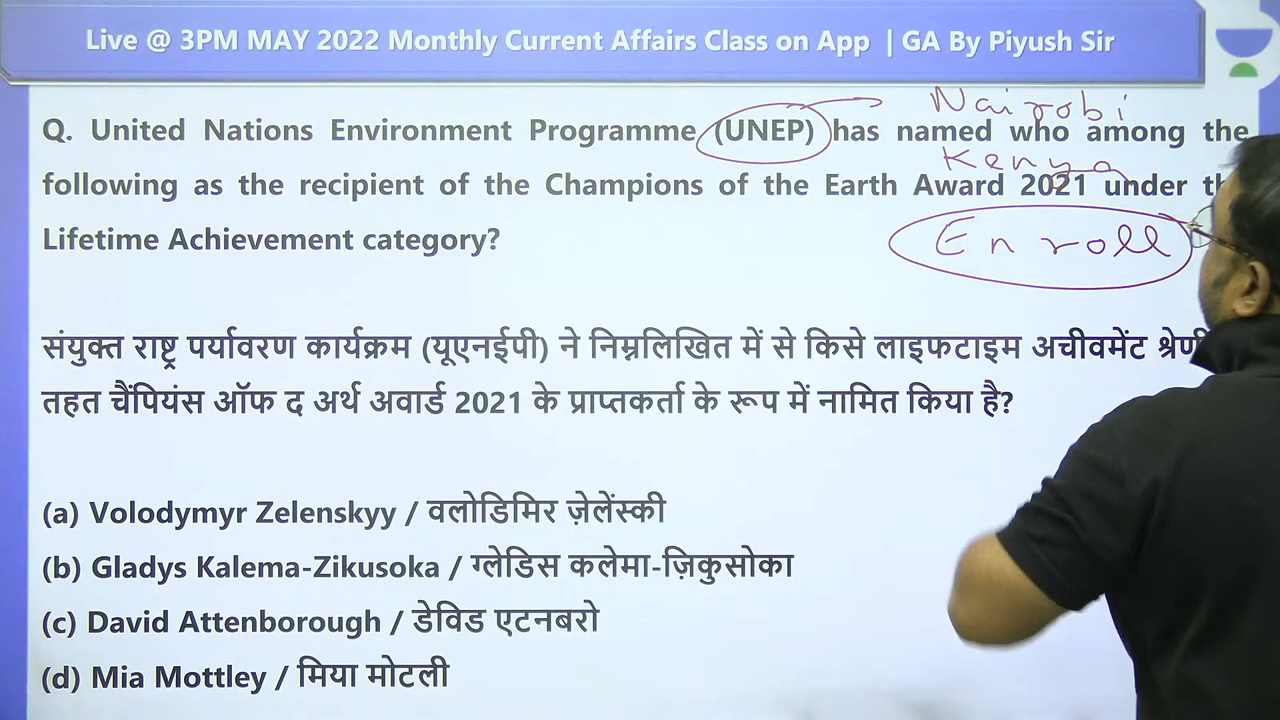 Live @ 3PM MAY 2022 Monthly Current Affairs Class on App | GA By Piyush Sir
Nairobi
Q. United Nations Environment Programme (UNEP) has named who among the
Kenya
following as the recipient of the Champions of the Earth Award 2021 under
Lifetime Achievement category?
Enroll
संयुक्त राष्ट्र पर्यावरण कार्यक्रम (यूएनईपी) ने निम्नलिखित में से किसे लाइफटाइम अचीवमेंट
तहत चैंपियंस ऑफ द अर्थ अवार्ड 2021 के प्राप्तकर्ता के रूप में नामित किया है?
(a) Volodymyr Zelenskyy / वलोडिमिर ज़ेलेंस्की
(b) Gladys Kalema-Zikusoka / ग्लेडिस कलेमा-ज़िकुसोका
(c) David Attenborough / डेविड एटनबरो
(d) Mia Mottley / मिया मोटली